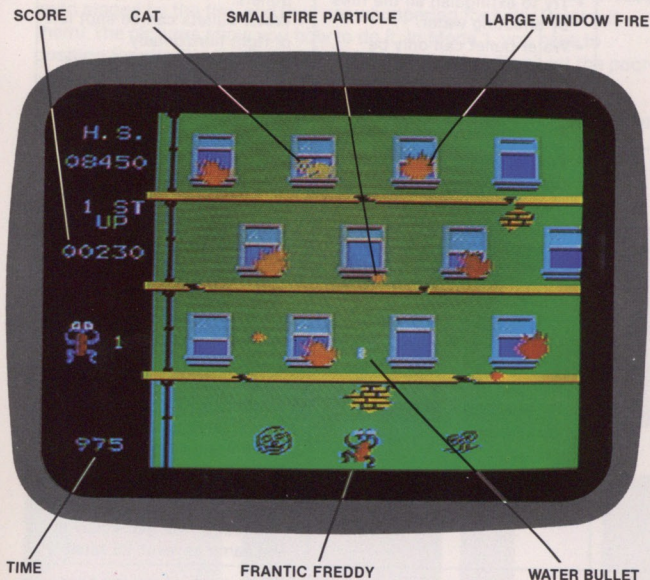 SCORE CAT SMALL FIRE PARTICLE LARGE WINDOW FIRE
H.S.
08450
1 ST
UP
00230
1
975
TIME FRANTIC FREDDY WATER BULLET